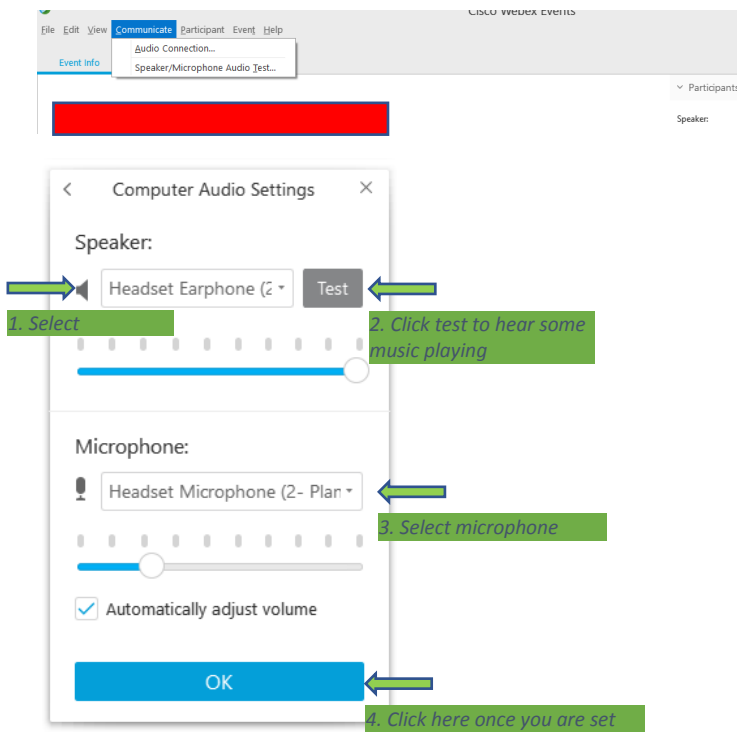 Cisco Webex Events
File Edit View Communicate Participant Event Help
Audio Connection...
Event Info
Speaker/Microphone Audio Test...
Participants
Speaker:
Computer Audio Settings
Speaker:
Headset Earphone (2
Test
1. Select
2. Click test to hear some
music playing
Microphone:
Headset Microphone (2- Plan
3. Select microphone
Automatically adjust volume
OK
4. Click here once you are set